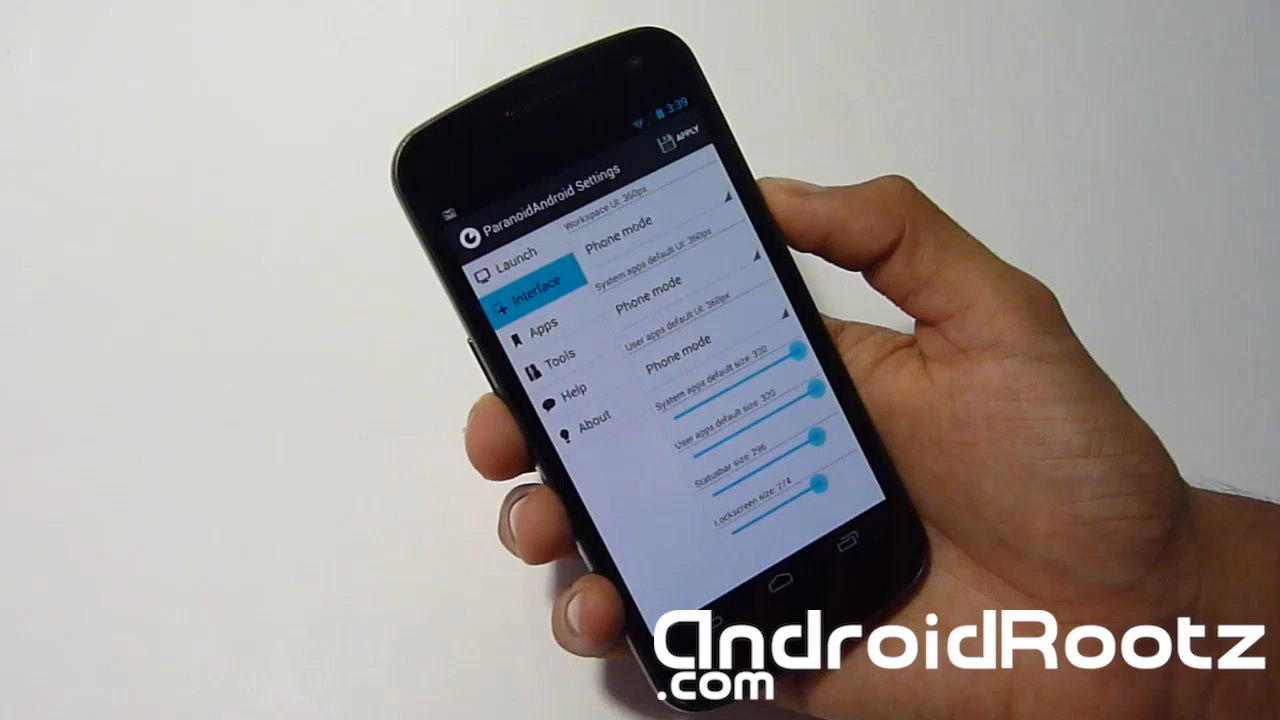 3:39
APPLY
ParanoidAndroid Settings
Launch
Interface
Apps
Tools
Help
About
Workspace UI: 360px
Phone mode
System apps default UI: 360px
Phone mode
User apps default UI: 360px
Phone mode
System apps default size: 320
User apps default size: 320
Statusbar size: 296
Lockscreen size: 274
AndroidRootz
.com